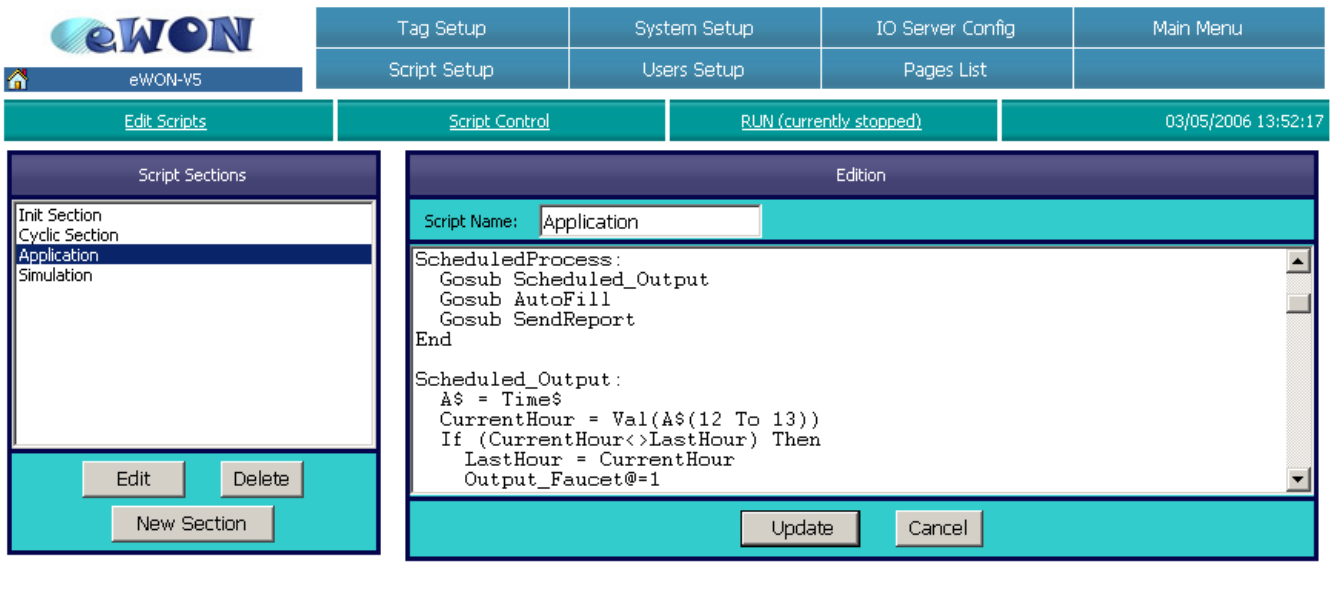 eWON
eWON-V5
Tag Setup
System Setup
IO Server Config
Main Menu
Script Setup
Users Setup
Pages List
Edit Scripts
Script Control
RUN (currently stopped)
03/05/2006 13:52:17
Script Sections
Init Section
Cyclic Section
Application
Simulation
Edit
Delete
New Section
Edition
Script Name: Application
ScheduledProcess:
  Gosub Scheduled_Output
  Gosub AutoFill
  Gosub SendReport
End
Scheduled_Output:
  A$ = Time$
  CurrentHour = Val(A$(12 To 13))
  If (CurrentHour<>LastHour) Then
    LastHour = CurrentHour
    Output_Faucet@=1
Update
Cancel